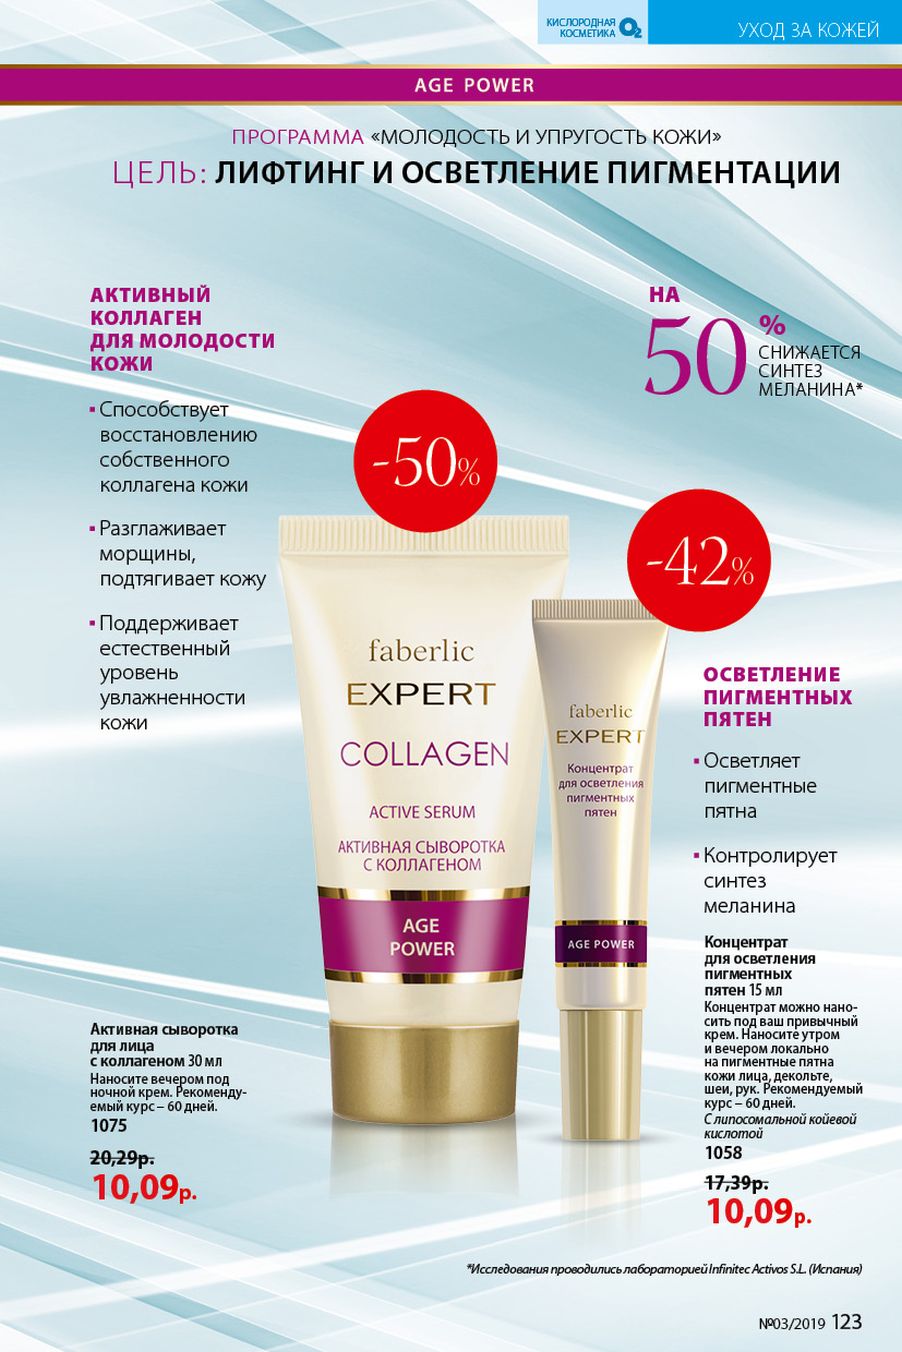 КИСЛОРОДНАЯ
КОСМЕТИКА O2
УХОД ЗА КОЖЕЙ
AGE POWER
ПРОГРАММА «МОЛОДОСТЬ И УПРУГОСТЬ КОЖИ»
ЦЕЛЬ: ЛИФТИНГ И ОСВЕТЛЕНИЕ ПИГМЕНТАЦИИ
АКТИВНЫЙ
КОЛЛАГЕН
ДЛЯ МОЛОДОСТИ
КОЖИ
▪ Способствует
восстановлению
собственного
коллагена кожи
▪ Разглаживает
морщины,
подтягивает кожу
▪ Поддерживает
естественный
уровень
увлажненности
кожи
НА
50%
СНИЖАЕТСЯ
СИНТЕЗ
МЕЛАНИНА*
-50%
-42%
faberlic
EXPERT
COLLAGEN
ACTIVE SERUM
АКТИВНАЯ СЫВОРОТКА
С КОЛЛАГЕНОМ
AGE
POWER
faberlic
EXPERT
Концентрат
для осветления
пигментных
пятен
AGE POWER
ОСВЕТЛЕНИЕ
ПИГМЕНТНЫХ
ПЯТЕН
▪ Осветляет
пигментные
пятна
▪ Контролирует
синтез
меланина
Концентрат
для осветления
пигментных
пятен 15 мл
Концентрат можно нано-
сить под ваш привычный
крем. Наносите утром
и вечером локально
на пигментные пятна
кожи лица, декольте,
шеи, рук. Рекомендуемый
курс – 60 дней.
С липосомальной койевой
кислотой
1058
17,39р.
10,09р.
Активная сыворотка
для лица
с коллагеном 30 мл
Наносите вечером под
ночной крем. Рекоменду-
емый курс – 60 дней.
1075
20,29р.
10,09р.
*Исследования проводились лабораторией Infinitec Activos S.L. (Испания)
№03/2019 123